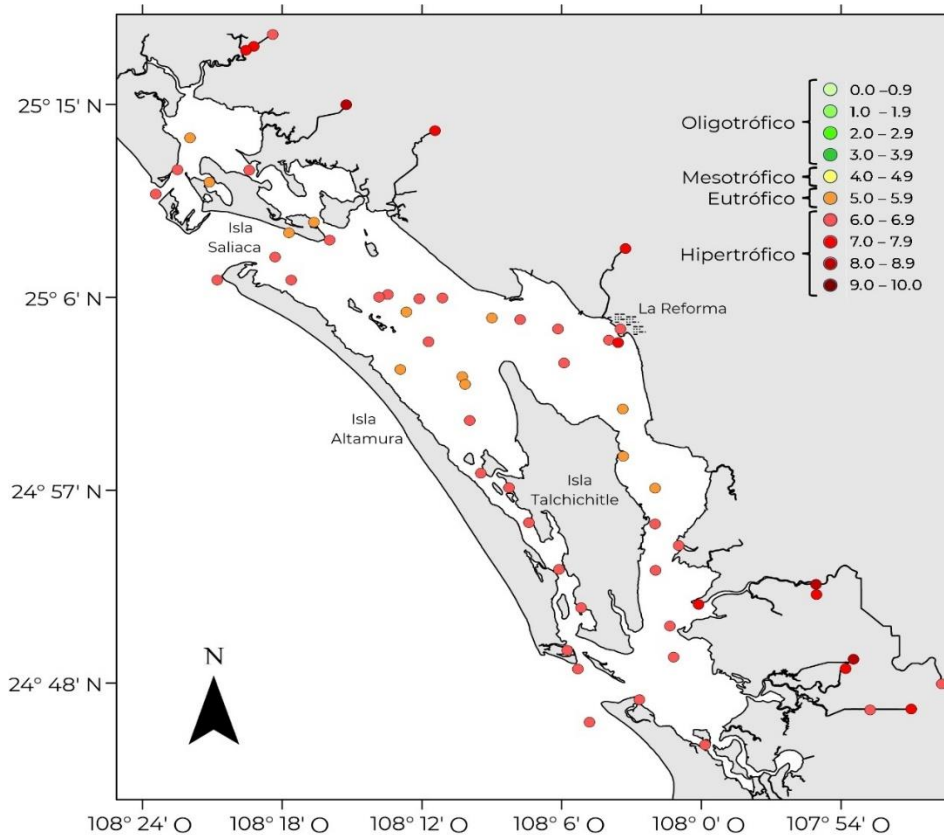 25° 15' N
25° 6' N
24° 57' N
24° 48' N
108° 24' O
108° 18' O
108° 12' O
108° 6' O
108° 0' O
107° 54' O
Isla
Saliaca
Isla
Altamura
Isla
Talchichitle
La Reforma
N
Oligotrófico
Mesotrófico
Eutrófico
Hipertrófico
0.0 – 0.9
1.0 – 1.9
2.0 – 2.9
3.0 – 3.9
4.0 – 4.9
5.0 – 5.9
6.0 – 6.9
7.0 – 7.9
8.0 – 8.9
9.0 – 10.0